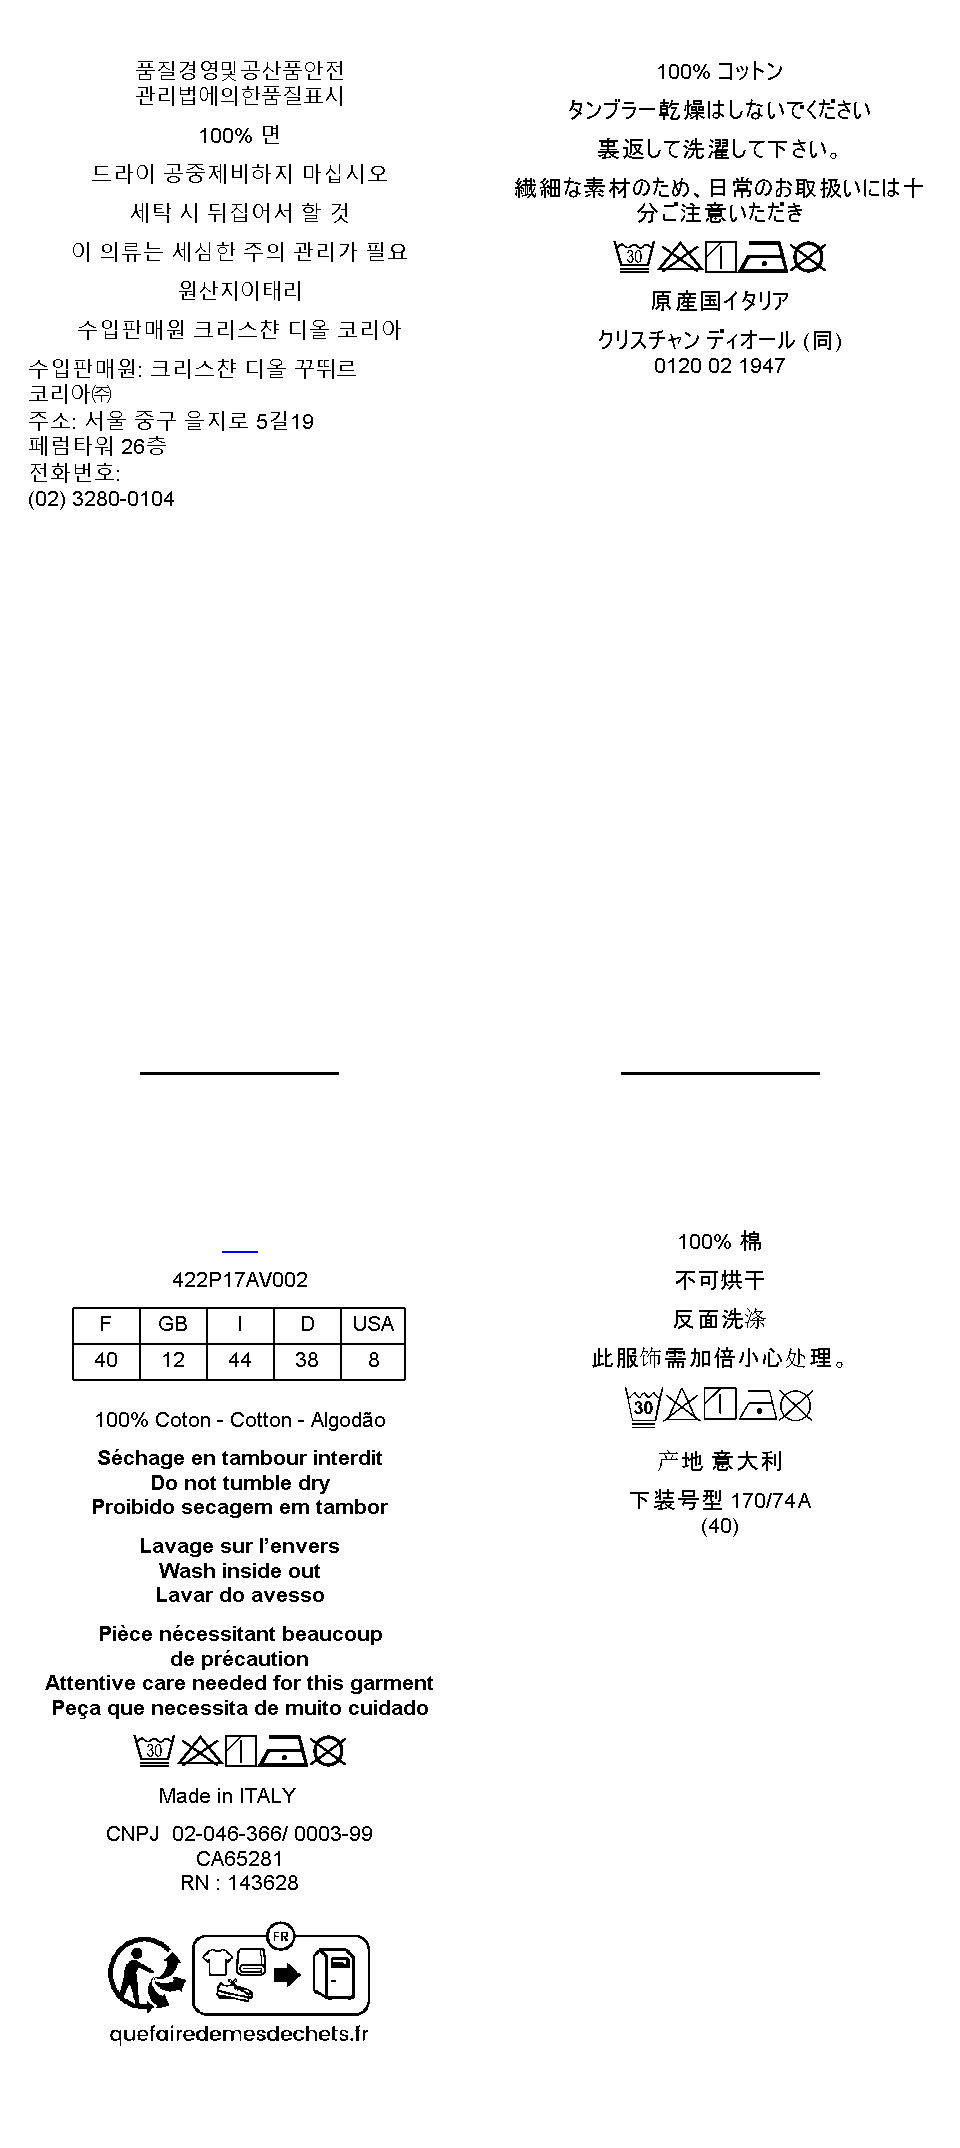 품질경영및공산품안전
관리법에의한품질표시
100% 면
드라이 공중제비하지 마십시오
세탁 시 뒤집어서 할 것
이 의류는 세심한 주의 관리가 필요
원산지이태리
수입판매원 크리스챤 디올 코리아
수입판매원: 크리스챤 디올 꾸뛰르
코리아㈜
주소: 서울 중구 을지로 5길19
페럼타워 26층
전화번호:
(02) 3280-0104
100% コットン
タンブラー乾燥はしないでください
裏返して洗濯して下さい。
繊細な素材のため、日常のお取扱いには十
分ご注意いただき
30
原産国イタリア
クリスチャン ディオール (同)
0120 02 1947
422P17AV002
F GB I D USA
40 12 44 38 8
100% Coton - Cotton - Algodão
Séchage en tambour interdit
Do not tumble dry
Proibido secagem em tambor
Lavage sur l’envers
Wash inside out
Lavar do avesso
Pièce nécessitant beaucoup
de précaution
Attentive care needed for this garment
Peça que necessita de muito cuidado
30
Made in ITALY
CNPJ 02-046-366/ 0003-99
CA65281
RN : 143628
FR
quefairedemesdechets.fr
100% 棉
不可烘干
反面洗涤
此服饰需加倍小心处理。
30
产地 意大利
下装号型 170/74A
(40)